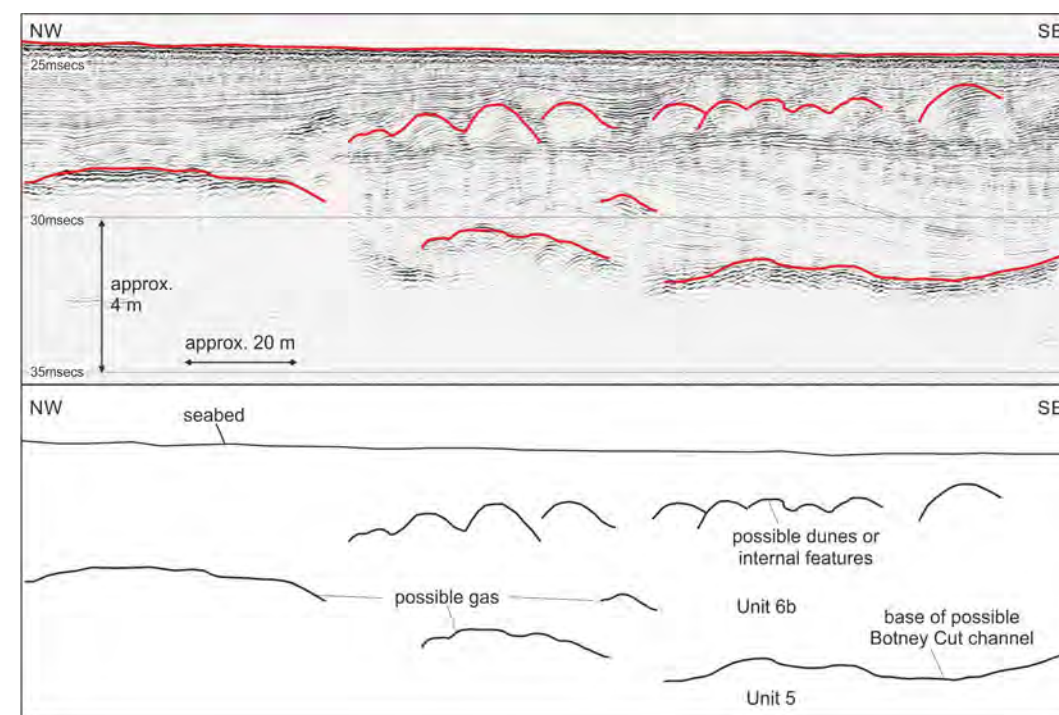 NW
SE
25msecs
30msecs
approx.
4 m
approx. 20 m
35msecs
NW
SE
seabed
possible dunes or
internal features
possible gas
Unit 6b
base of possible
Botney Cut channel
Unit 5